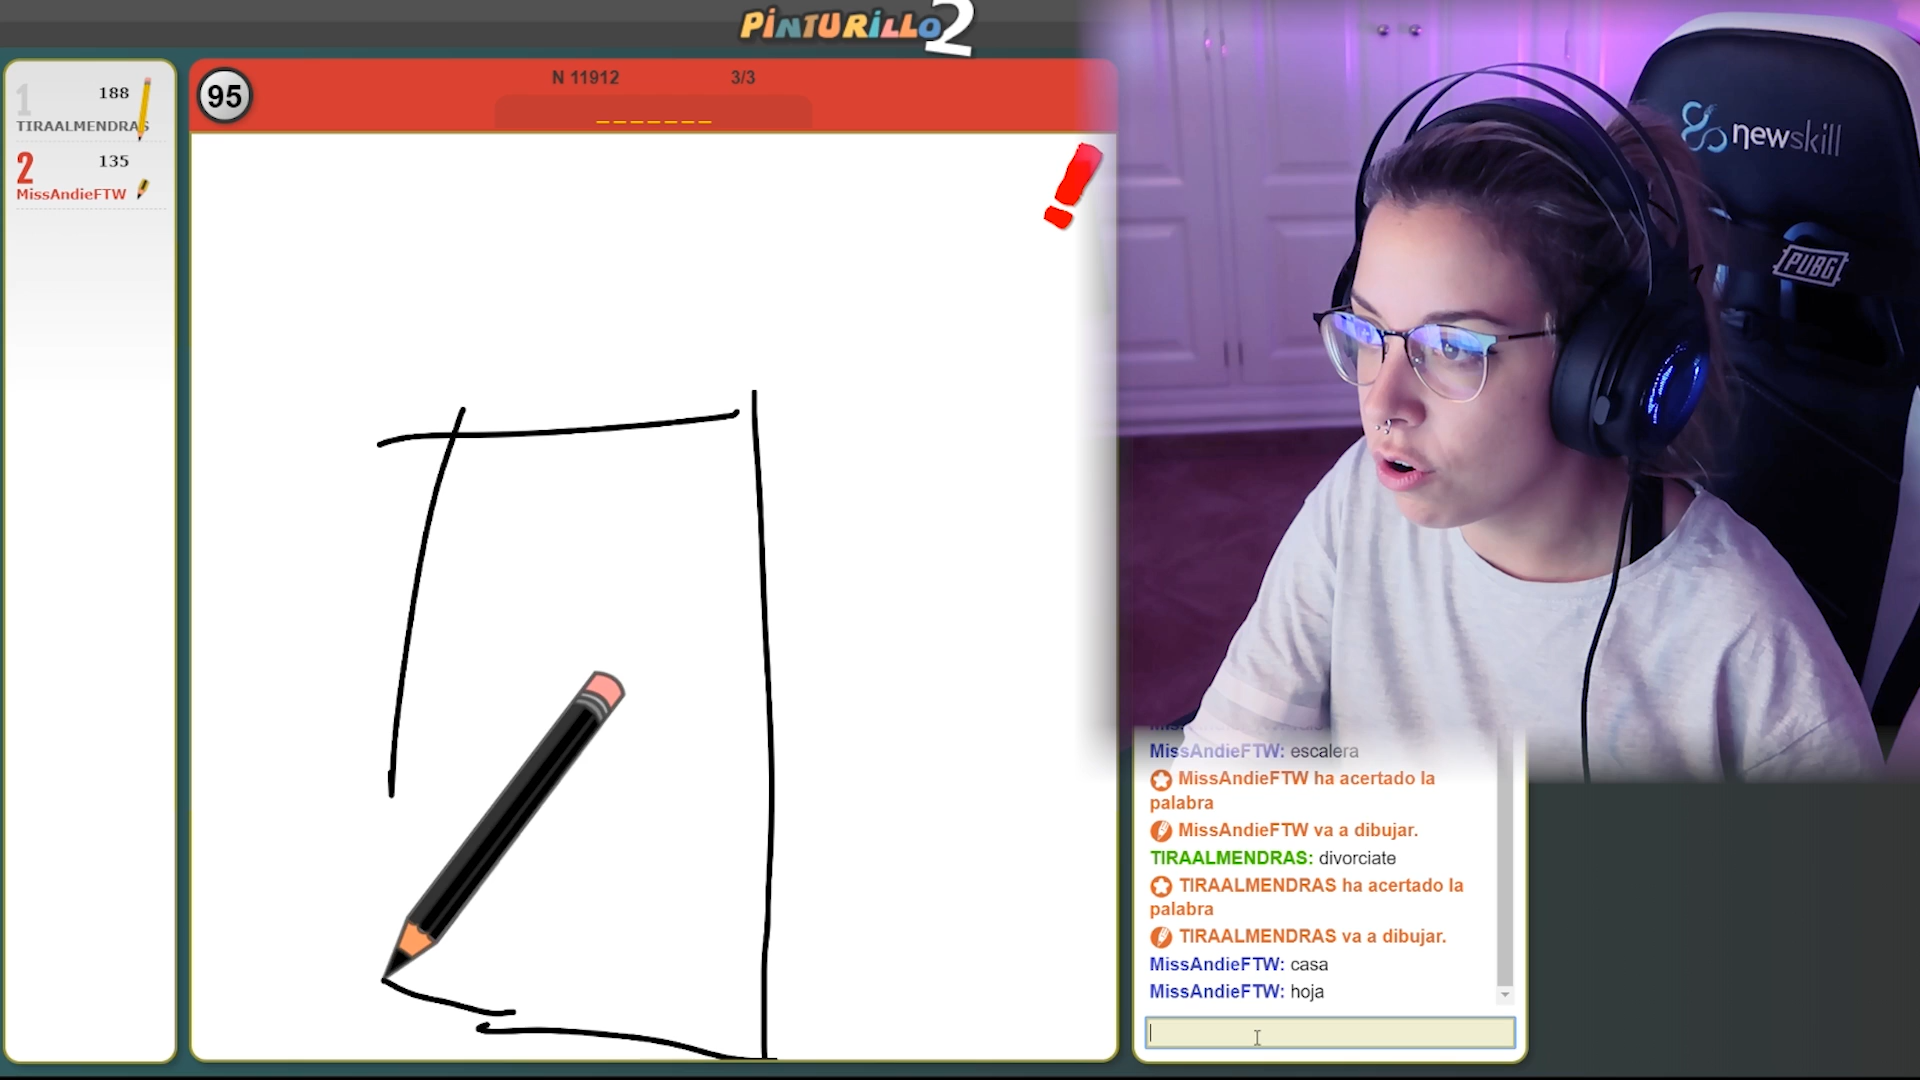 PiNTURiLLO2
1 188
TIRAALMENDRAS
2 135
MissAndieFTW
95
N 11912 3/3
_ _ _ _ _ _ _
newskill
PUBG
MissAndieFTW: escalera
MissAndieFTW ha acertado la
palabra
MissAndieFTW va a dibujar.
TIRAALMENDRAS: divorciate
TIRAALMENDRAS ha acertado la
palabra
TIRAALMENDRAS va a dibujar.
MissAndieFTW: casa
MissAndieFTW: hoja